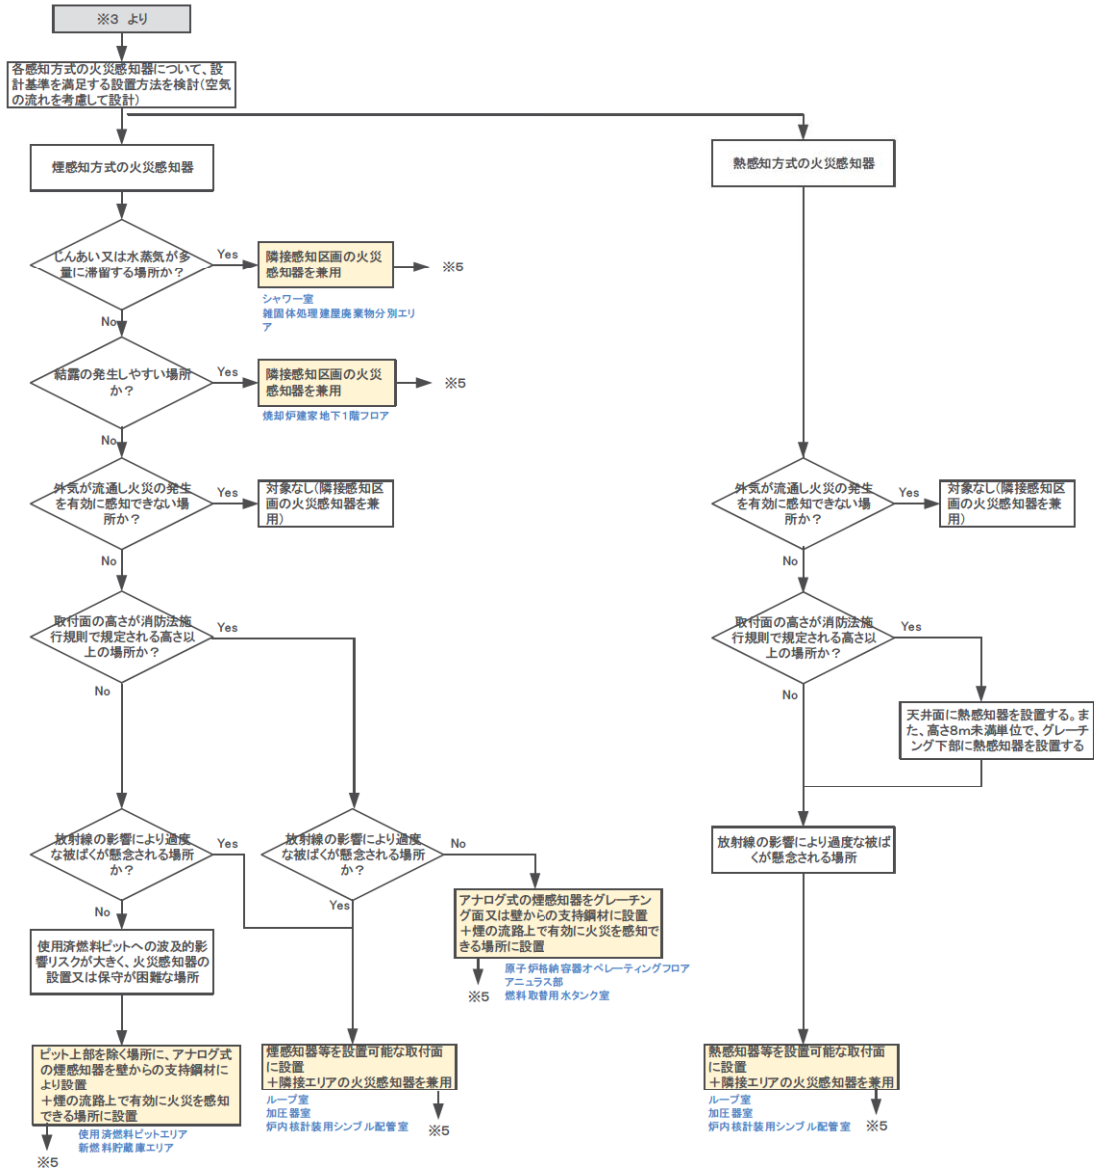 ※3 より
各感知方式の火災感知器について、設
計基準を満足する設置方法を検討(空気
の流れを考慮して設計)
煙感知方式の火災感知器
熱感知方式の火災感知器
じんあい又は水蒸気が多
量に滞留する場所か？
Yes
隣接感知区画の火災
感知器を兼用
※5
シャワー室
雑固体処理建屋廃棄物分別エリ
ア
No
結露の発生しやすい場所
か？
Yes
隣接感知区画の火災
感知器を兼用
※5
焼却炉建家地下1階フロア
No
外気が流通し火災の発生
を有効に感知できない場
所か？
Yes
対象なし(隣接感知区
画の火災感知器を兼
用)
外気が流通し火災の発生
を有効に感知できない場
所か？
Yes
対象なし(隣接感知区
画の火災感知器を兼
用)
No
No
取付面の高さが消防法施
行規則で規定される高さ以
上の場所か？
Yes
取付面の高さが消防法施
行規則で規定される高さ以
上の場所か？
Yes
No
No
天井面に熱感知器を設置する。ま
た、高さ8m未満単位で、グレーチ
ング下部に熱感知器を設置する
放射線の影響により過度
な被ばくが懸念される場所
か？
Yes
放射線の影響により過度
な被ばくが懸念される場所
か？
No
放射線の影響により過度な被ば
くが懸念される場所
No
Yes
アナログ式の煙感知器をグレーチ
ング面又は壁からの支持鋼材に設置
＋煙の流路上で有効に火災を感知で
きる場所に設置
※5
原子炉格納容器オペレーティングフロア
アニュラス部
燃料取替用水タンク室
使用済燃料ピットへの波及的影
響リスクが大きく、火災感知器の
設置又は保守が困難な場所
ピット上部を除く場所に、アナログ式
の煙感知器を壁からの支持鋼材に
より設置
＋煙の流路上で有効に火災を感知
できる場所に設置
※5
使用済燃料ピットエリア
新燃料貯蔵庫エリア
煙感知器等を設置可能な取付面
に設置
＋隣接エリアの火災感知器を兼用
ループ室
加圧器室
炉内核計装用シンブル配管室
※5
熱感知器等を設置可能な取付面
に設置
＋隣接エリアの火災感知器を兼用
ループ室
加圧器室
炉内核計装用シンブル配管室
※5